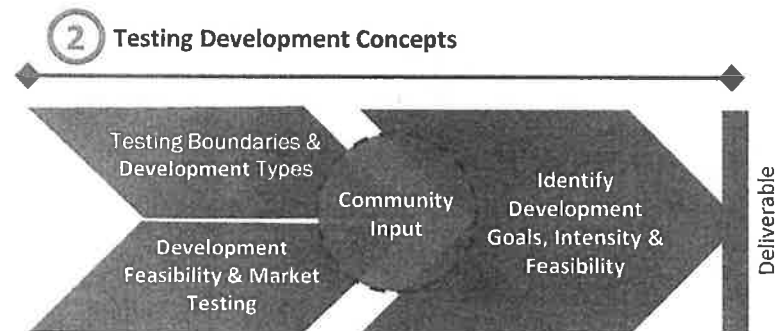 2 Testing Development Concepts
Testing Boundaries &
Development Types
Development
Feasibility & Market
Testing
Community
Input
Identify
Development
Goals, Intensity &
Feasibility
Deliverable